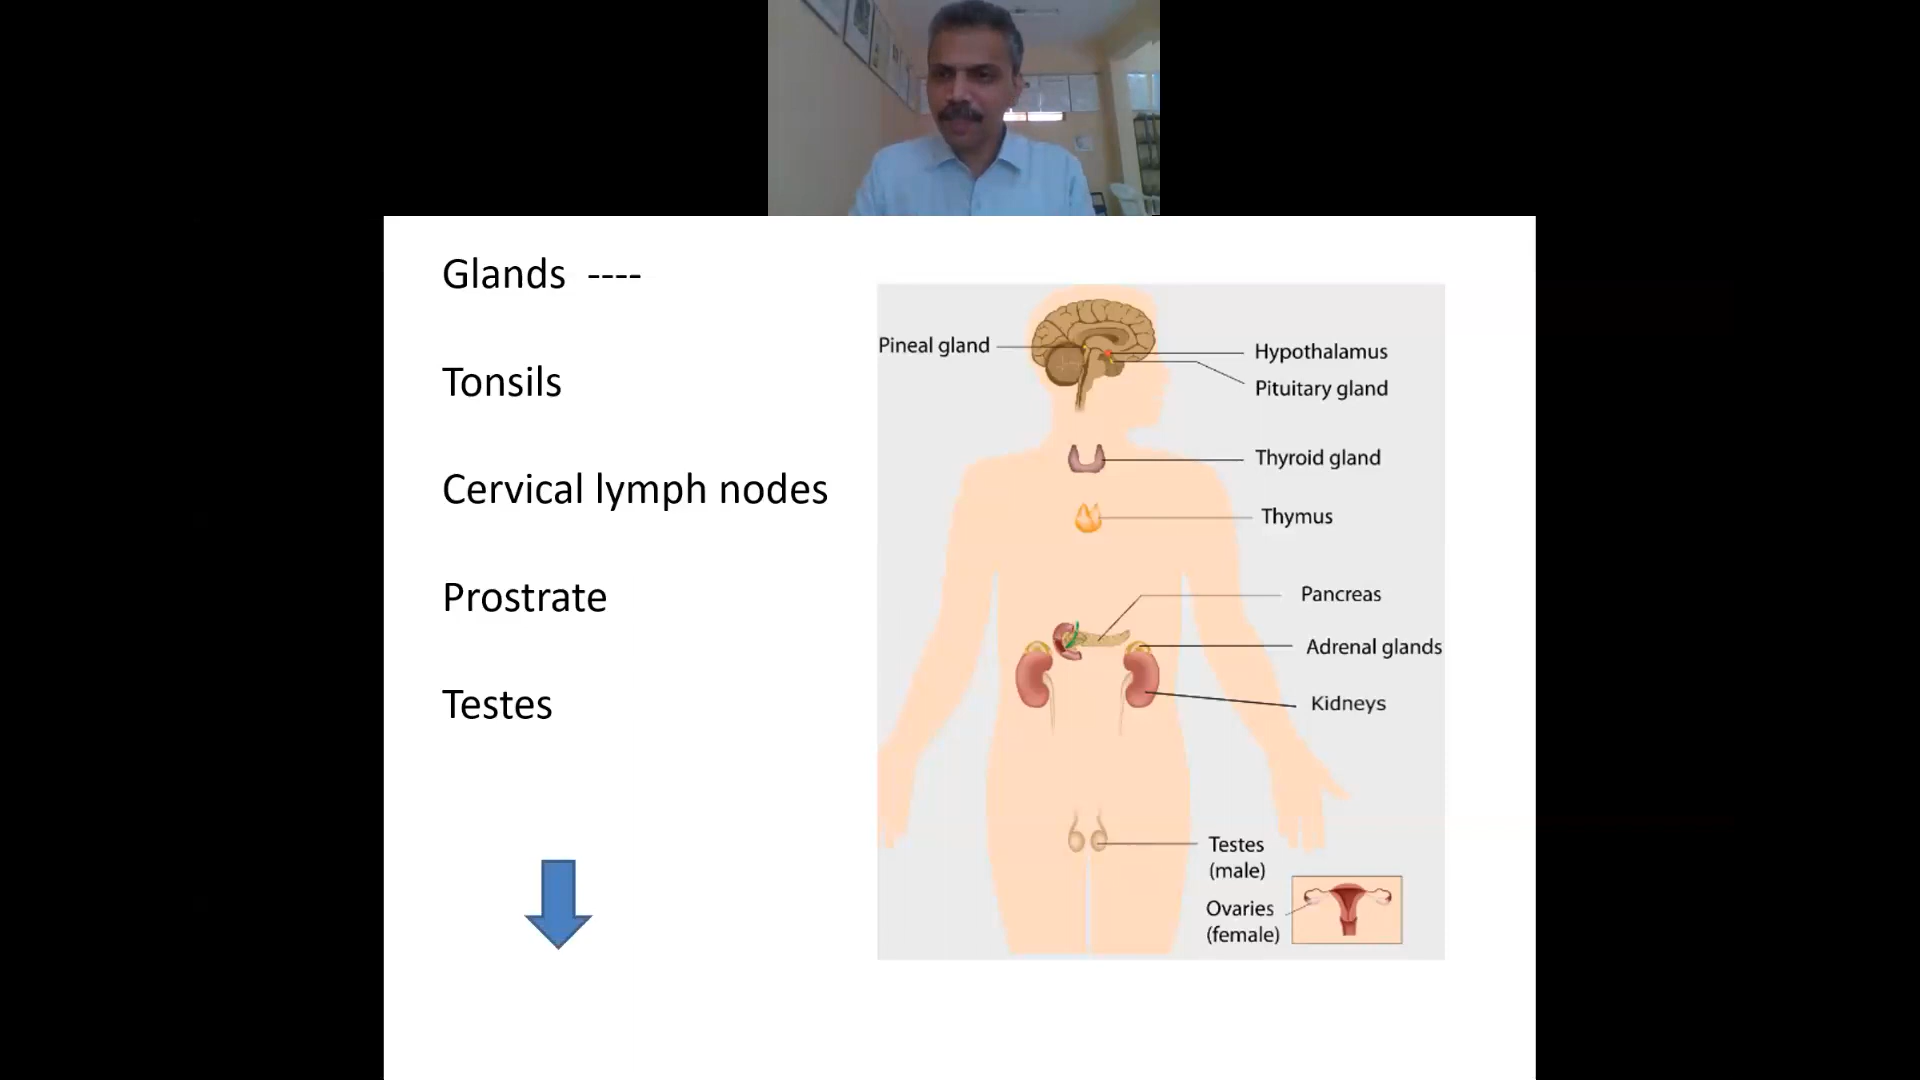 Glands ----
Tonsils
Cervical lymph nodes
Prostrate
Testes
Pineal gland
Hypothalamus
Pituitary gland
Thyroid gland
Thymus
Pancreas
Adrenal glands
Kidneys
Testes
(male)
Ovaries
(female)